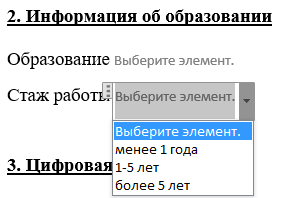 2. Информация об образовании
Образование Выберите элемент.
Стаж работы Выберите элемент.
Выберите элемент.
менее 1 года
1-5 лет
более 5 лет
3. Цифровая